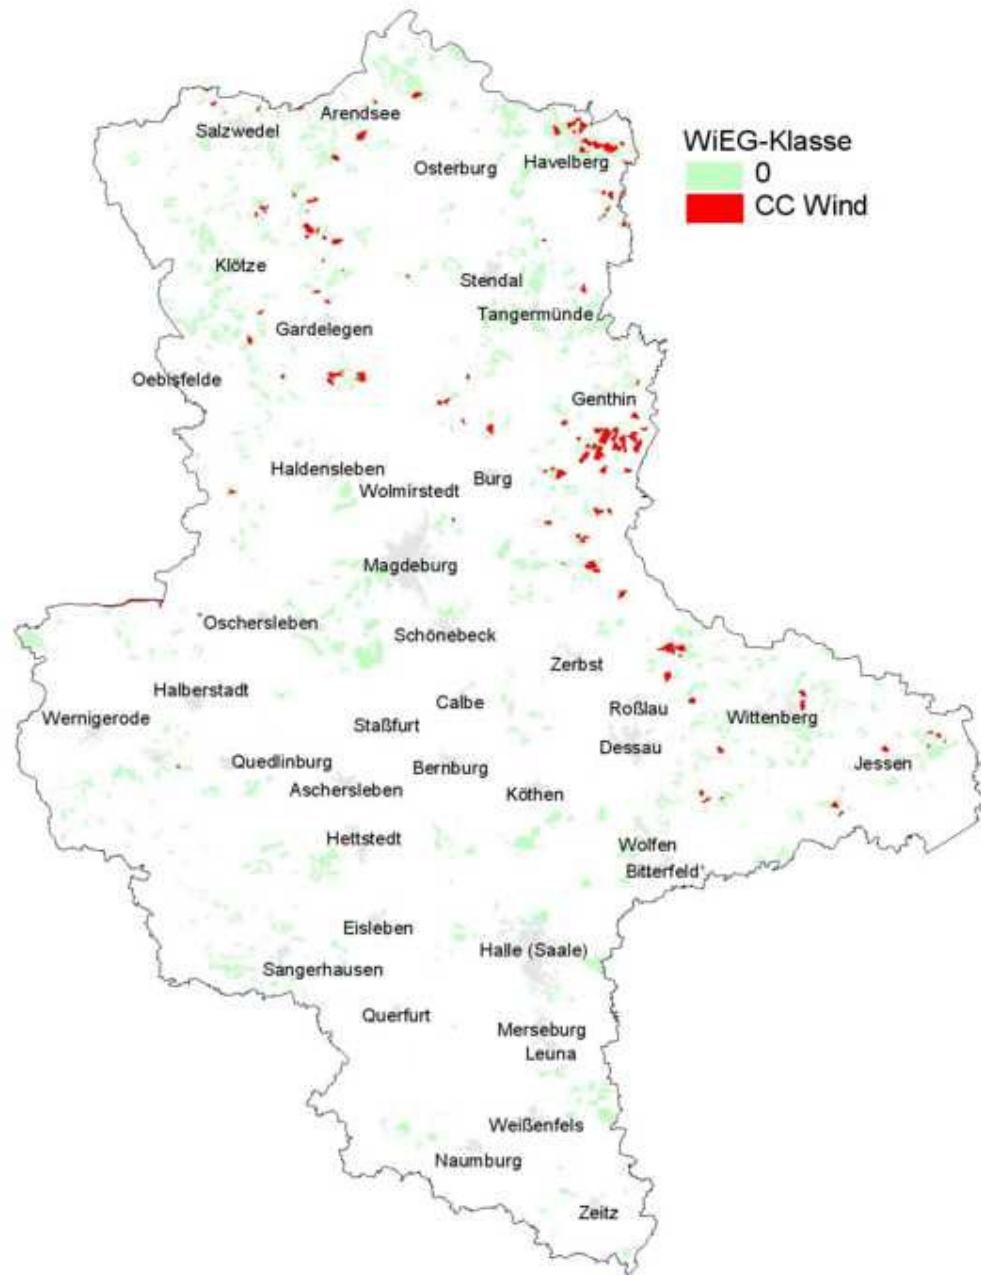 Arendsee
Salzwedel
WiEG-Klasse
Osterburg
Havelberg
0
CC Wind
Klötze
Stendal
Tangermünde
Gardelegen
Oebisfelde
Genthin
Haldensleben
Burg
Wolmirstedt
Magdeburg
Oschersleben
Schönebeck
Zerbst
Halberstadt
Calbe
Roßlau
Wernigerode
Staßfurt
Wittenberg
Dessau
Quedlinburg
Bernburg
Jessen
Aschersleben
Köthen
Hettstedt
Wolfen
Bitterfeld
Eisleben
Halle (Saale)
Sangerhausen
Querfurt
Merseburg
Leuna
Weißenfels
Naumburg
Zeitz